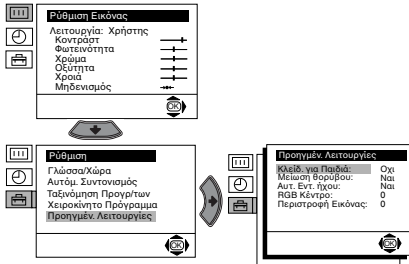 Ρύθμιση Εικόνας
Λειτουργία: Χρήστης
Κοντράστ
Φωτεινότητα
Χρώμα
Οξύτητα
Χροιά
Μηδενισμός
OK
Ρύθμιση
Γλώσσα/Χώρα
Αυτόμ. Συντονισμός
Ταξινόμηση Προγρ/των
Χειροκίνητο Πρόγραμμα
Προηγμέν. Λειτουργίες
OK
Προηγμέν. Λειτουργίες
Κλείδ. για Παιδιά: Οχι
Μείωση θορύβου: Ναι
Αυτ. Εντ. ήχου: Ναι
RGB Κέντρο: 0
Περιστροφή Εικόνας: 0
OK